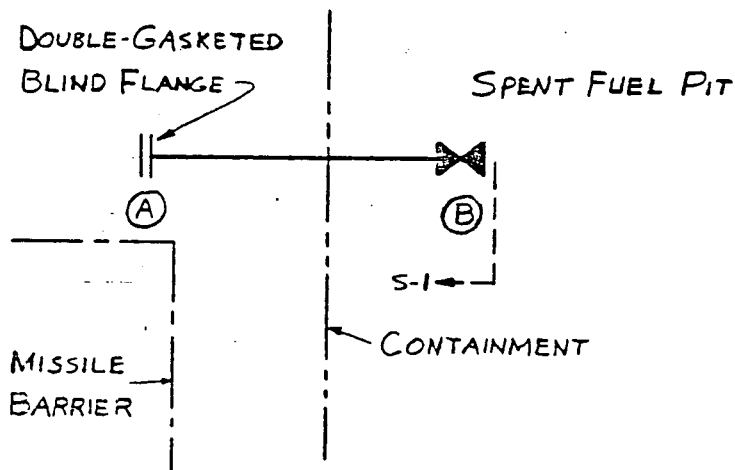 DOUBLE-GASKETED
BLIND FLANGE
SPENT FUEL PIT
A
B
S-1
CONTAINMENT
MISSILE
BARRIER